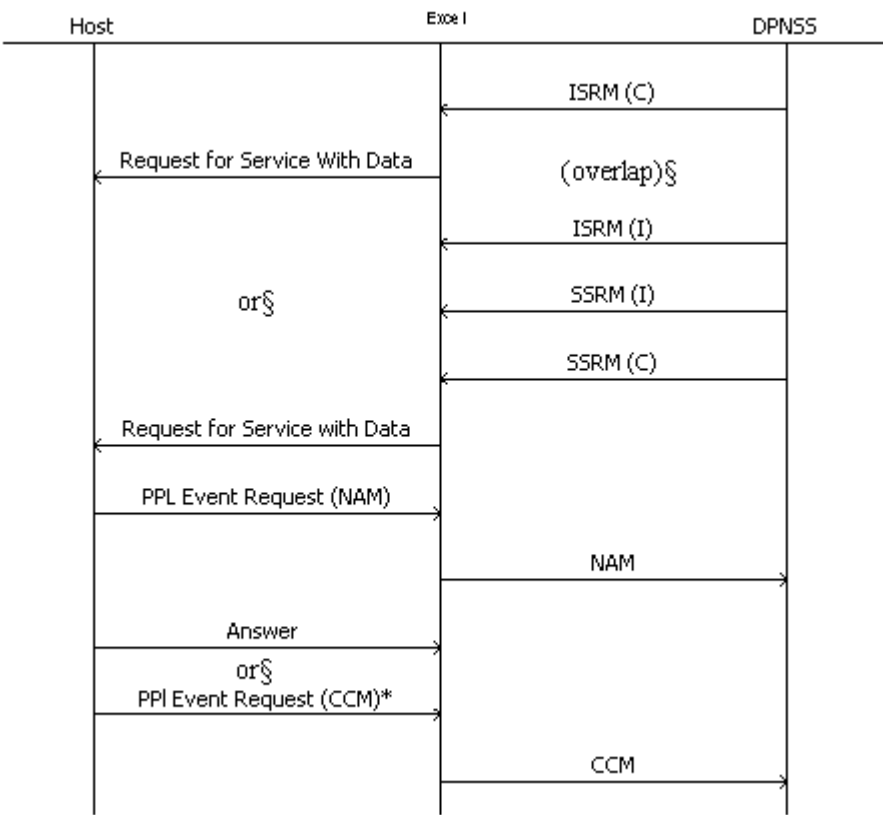 Host
Excel
DPNSS
ISRM (C)
Request for Service With Data
(overlap)§
ISRM (I)
or§
SSRM (I)
SSRM (C)
Request for Service with Data
PPL Event Request (NAM)
NAM
Answer
or§
PPl Event Request (CCM)*
CCM